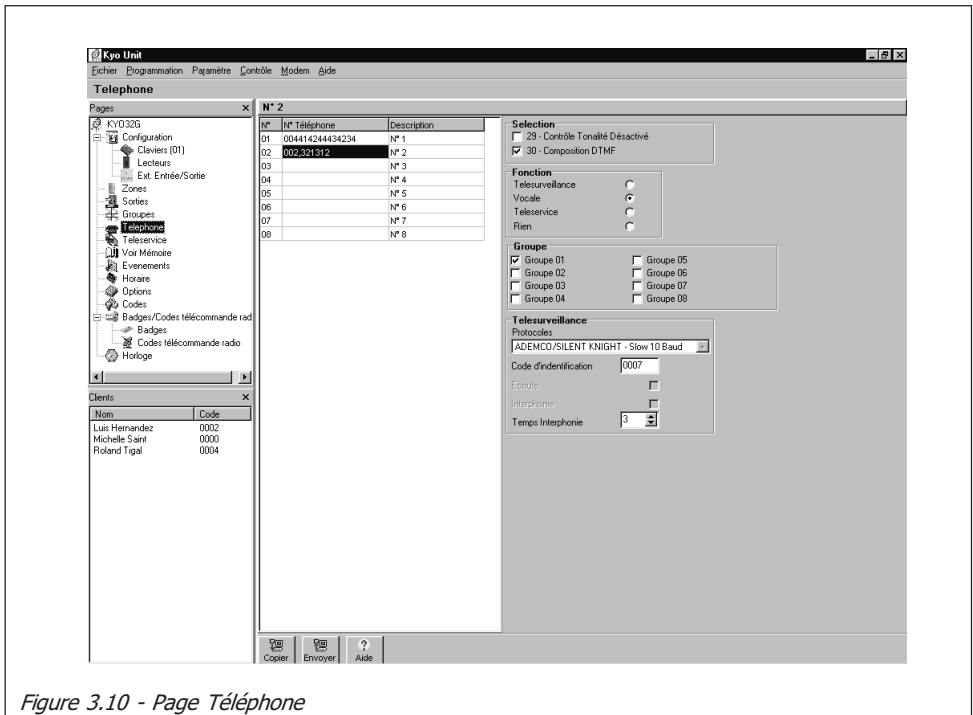 Kyo Unit
Fichier Programmation Paramètre Contrôle Modem Aide
Telephone
Pages
KYO32G
Configuration
Claviers (01)
Lecteurs
Ext. Entrée/Sortie
Zones
Sorties
Groupes
Telephone
Teleservice
Voir Mémoire
Evenements
Horaire
Options
Codes
Badges/Codes télécommande rad
Badges
Codes télécommande radio
Horloge
Clients
Nom Code
Luis Hernandez 0002
Michelle Saint 0000
Roland Tigal 0004
N° 2
N° N° Téléphone Description
01 004414244434234 N° 1
02 002,321312 N° 2
03 N° 3
04 N° 4
05 N° 5
06 N° 6
07 N° 7
08 N° 8
Selection
29 - Contrôle Tonalité Désactivé
30 - Composition DTMF
Fonction
Telesurveillance
Vocale
Teleservice
Rien
Groupe
Groupe 01 Groupe 05
Groupe 02 Groupe 06
Groupe 03 Groupe 07
Groupe 04 Groupe 08
Telesurveillance
Protocoles
ADEMCO/SILENT KNIGHT - Slow 10 Baud
Code d'indentification 0007
Ecoute
Interphonie
Temps Interphonie 3
Copier Envoyer Aide
Figure 3.10 - Page Téléphone